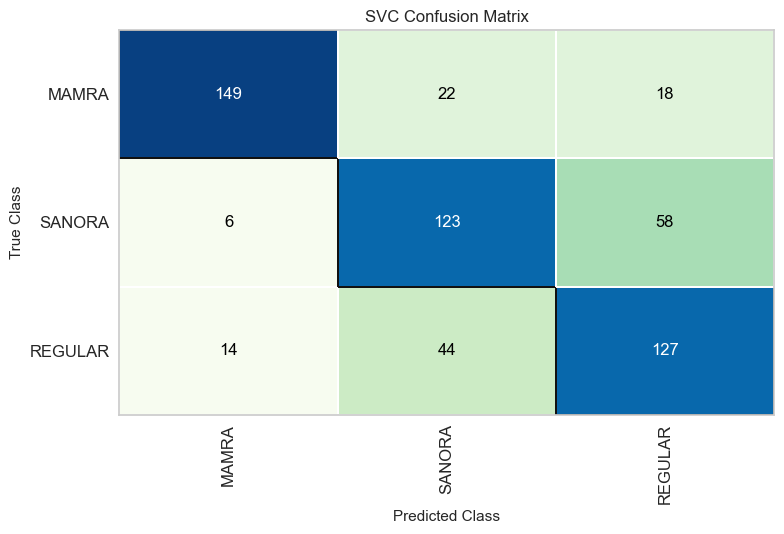 SVC Confusion Matrix
True Class
MAMRA 149 22 18
SANORA 6 123 58
REGULAR 14 44 127
MAMRA SANORA REGULAR
Predicted Class